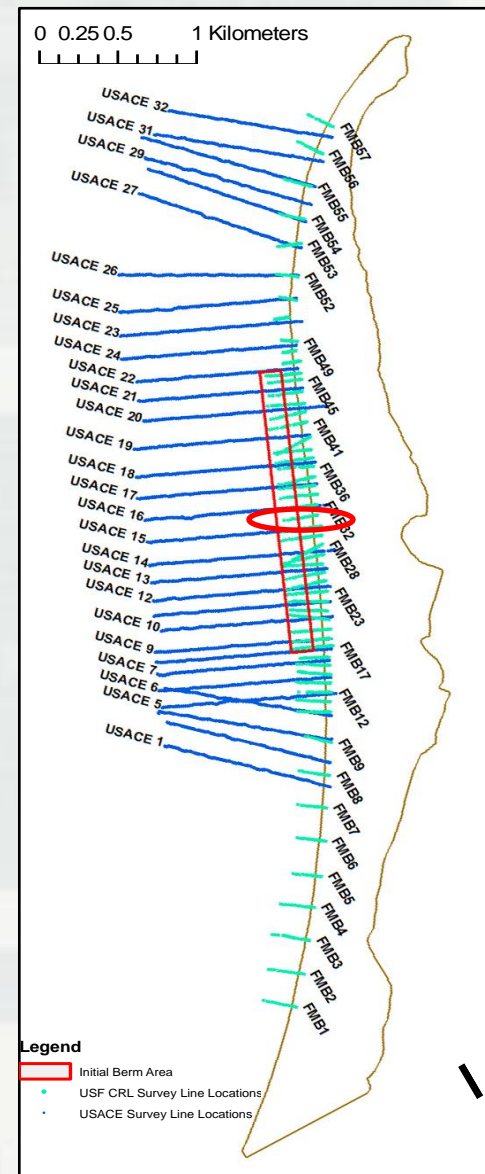 0 0.25 0.5 1 Kilometers
USACE 32
USACE 31
USACE 29
USACE 27
USACE 26
USACE 25
USACE 23
USACE 24
USACE 22
USACE 21
USACE 20
USACE 19
USACE 18
USACE 17
USACE 16
USACE 15
USACE 14
USACE 13
USACE 12
USACE 10
USACE 9
USACE 7
USACE 6
USACE 5
USACE 1
FMB57
FMB56
FMB55
FMB54
FMB53
FMB52
FMB49
FMB45
FMB41
FMB36
FMB32
FMB28
FMB23
FMB17
FMB12
FMB9
FMB8
FMB7
FMB6
FMB5
FMB4
FMB3
FMB2
FMB1
Legend
Initial Berm Area
USF CRL Survey Line Locations
USACE Survey Line Locations